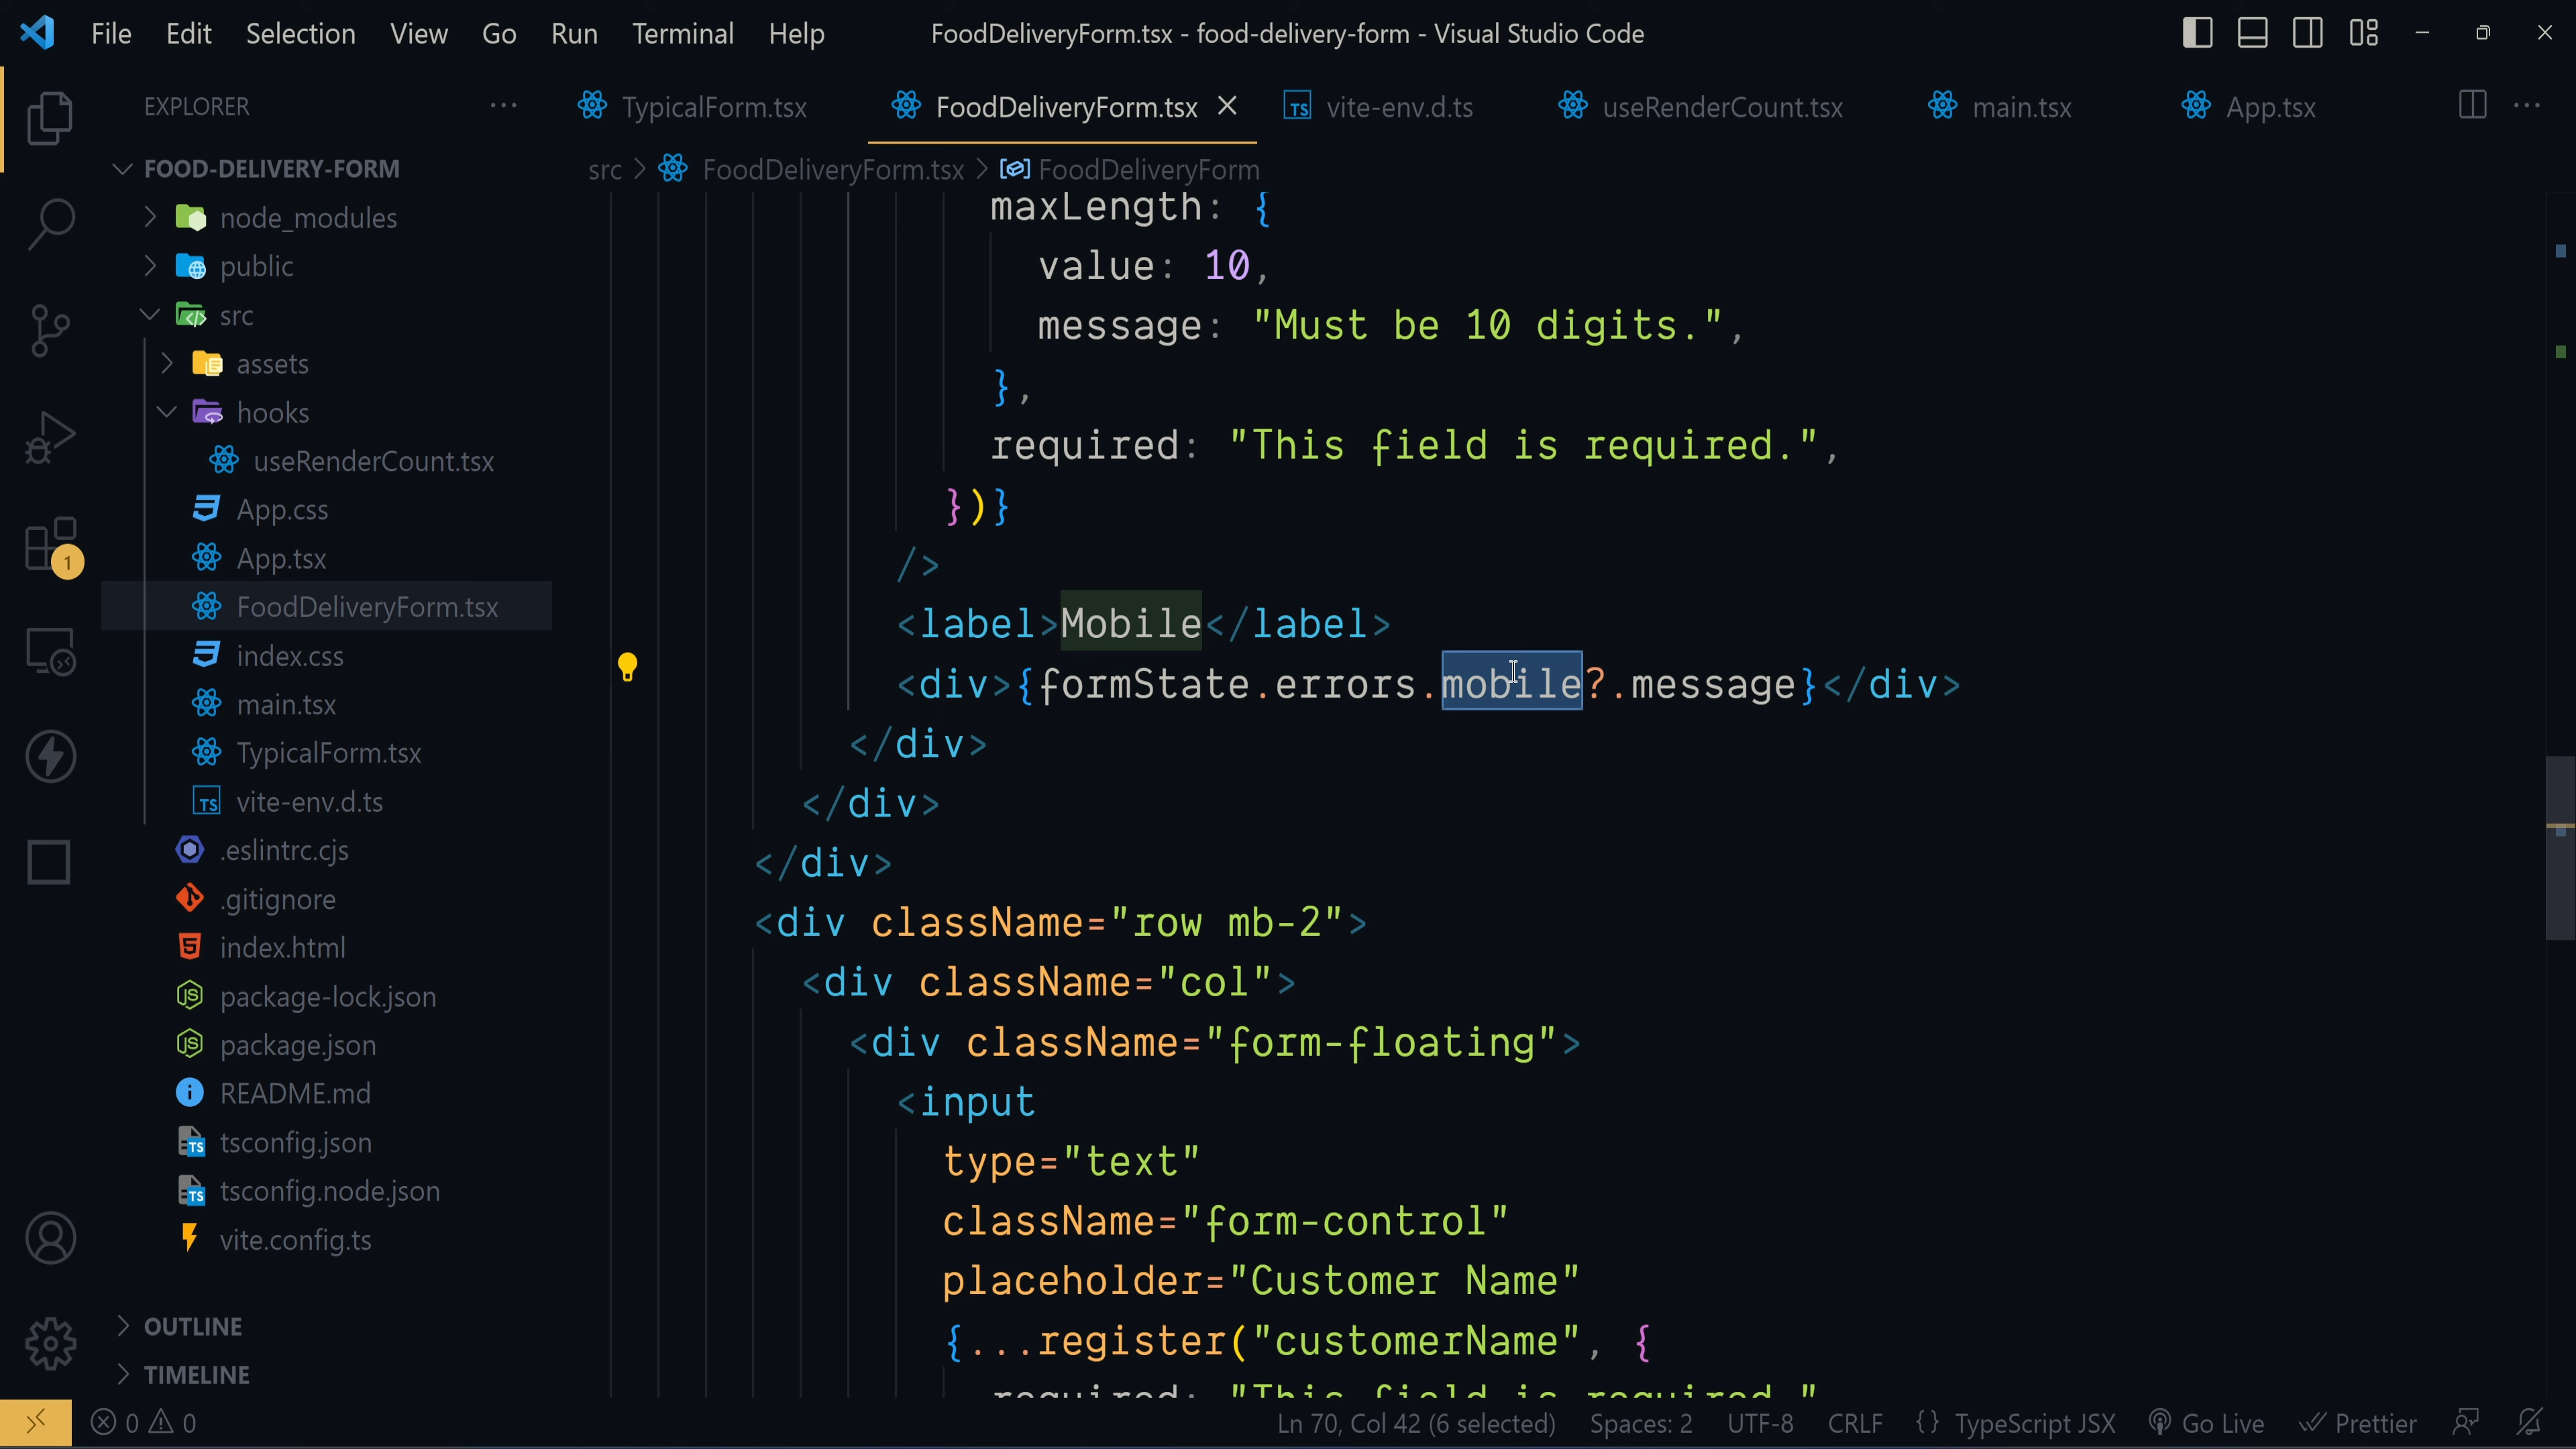 File Edit Selection View Go Run Terminal Help FoodDeliveryForm.tsx - food-delivery-form - Visual Studio Code
EXPLORER
TypicalForm.tsx FoodDeliveryForm.tsx vite-env.d.ts useRenderCount.tsx main.tsx App.tsx
FOOD-DELIVERY-FORM
node_modules
public
src
assets
hooks
useRenderCount.tsx
App.css
App.tsx
FoodDeliveryForm.tsx
index.css
main.tsx
TypicalForm.tsx
vite-env.d.ts
.eslintrc.cjs
.gitignore
index.html
package-lock.json
package.json
README.md
tsconfig.json
tsconfig.node.json
vite.config.ts
OUTLINE
TIMELINE
1
src > FoodDeliveryForm.tsx > FoodDeliveryForm
maxLength: {
value: 10,
message: "Must be 10 digits.",
},
required: "This field is required.",
})}
/>
<label>Mobile</label>
<div>{formState.errors.mobile?.message}</div>
</div>
</div>
</div>
<div className="row mb-2">
<div className="col">
<div className="form-floating">
<input
type="text"
className="form-control"
placeholder="Customer Name"
{...register("customerName", {
required: "This field is required."
0 0 Ln 70, Col 42 (6 selected) Spaces: 2 UTF-8 CRLF {} TypeScript JSX Go Live Prettier